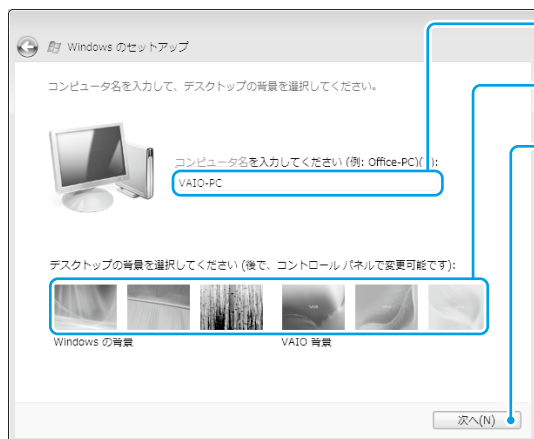 Windows のセットアップ
コンピュータ名を入力して、デスクトップの背景を選択してください。
コンピュータ名を入力してください (例: Office-PC)( ):
VAIO-PC
デスクトップの背景を選択してください (後で、コントロール パネルで変更可能です):
Windows の背景
VAIO 背景
次へ(N)